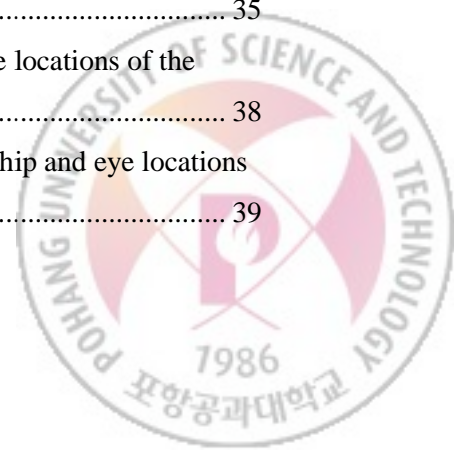 ........................................ 35
e locations of the
........................................ 38
hip and eye locations
........................................ 39
POHANG UNIVERSITY OF SCIENCE AND TECHNOLOGY
1986
포항공과대학교